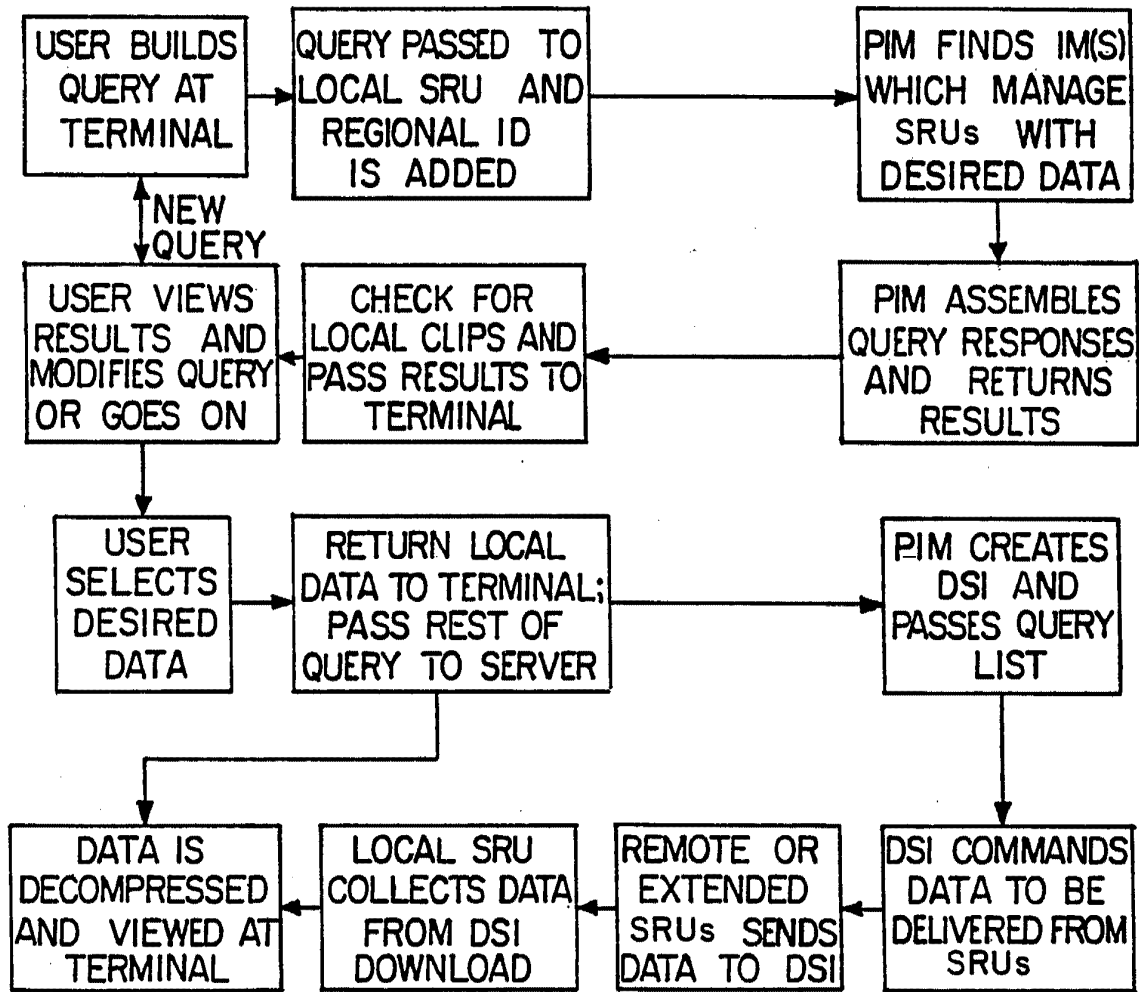 USER BUILDS
QUERY AT
TERMINAL
QUERY PASSED TO
LOCAL SRU AND
REGIONAL ID
IS ADDED
PIM FINDS IM(S)
WHICH MANAGE
SRUs WITH
DESIRED DATA
NEW
QUERY
USER VIEWS
RESULTS AND
MODIFIES QUERY
OR GOES ON
CHECK FOR
LOCAL CLIPS AND
PASS RESULTS TO
TERMINAL
PIM ASSEMBLES
QUERY RESPONSES
AND RETURNS
RESULTS
USER
SELECTS
DESIRED
DATA
RETURN LOCAL
DATA TO TERMINAL;
PASS REST OF
QUERY TO SERVER
PIM CREATES
DSI AND
PASSES QUERY
LIST
DATA IS
DECOMPRESSED
AND VIEWED AT
TERMINAL
LOCAL SRU
COLLECTS DATA
FROM DSI
DOWNLOAD
REMOTE OR
EXTENDED
SRUs SENDS
DATA TO DSI
DSI COMMANDS
DATA TO BE
DELIVERED FROM
SRUs